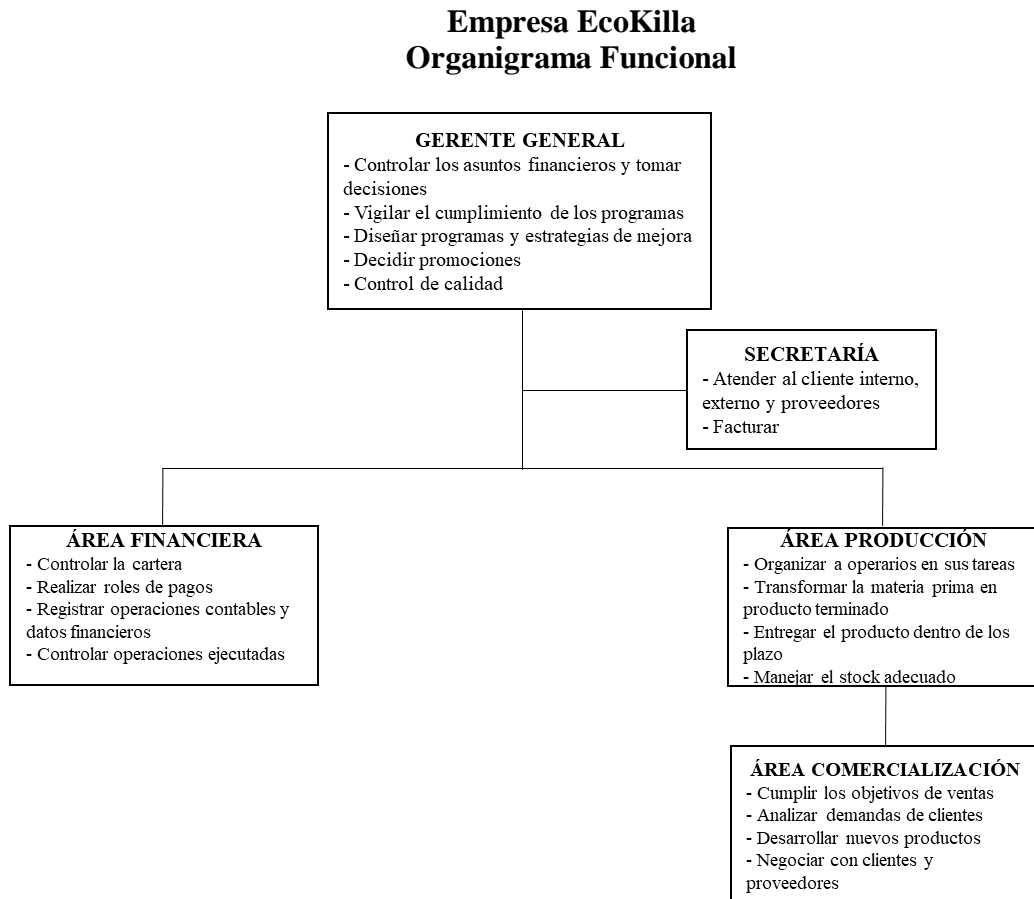 Empresa EcoKilla
Organigrama Funcional
GERENTE GENERAL
- Controlar los asuntos financieros y tomar
decisiones
- Vigilar el cumplimiento de los programas
- Diseñar programas y estrategias de mejora
- Decidir promociones
- Control de calidad
SECRETARÍA
- Atender al cliente interno,
externo y proveedores
- Facturar
ÁREA FINANCIERA
- Controlar la cartera
- Realizar roles de pagos
- Registrar operaciones contables y
datos financieros
- Controlar operaciones ejecutadas
ÁREA PRODUCCIÓN
- Organizar a operarios en sus tareas
- Transformar la materia prima en
producto terminado
- Entregar el producto dentro de los
plazo
- Manejar el stock adecuado
ÁREA COMERCIALIZACIÓN
- Cumplir los objetivos de ventas
- Analizar demandas de clientes
- Desarrollar nuevos productos
- Negociar con clientes y
proveedores